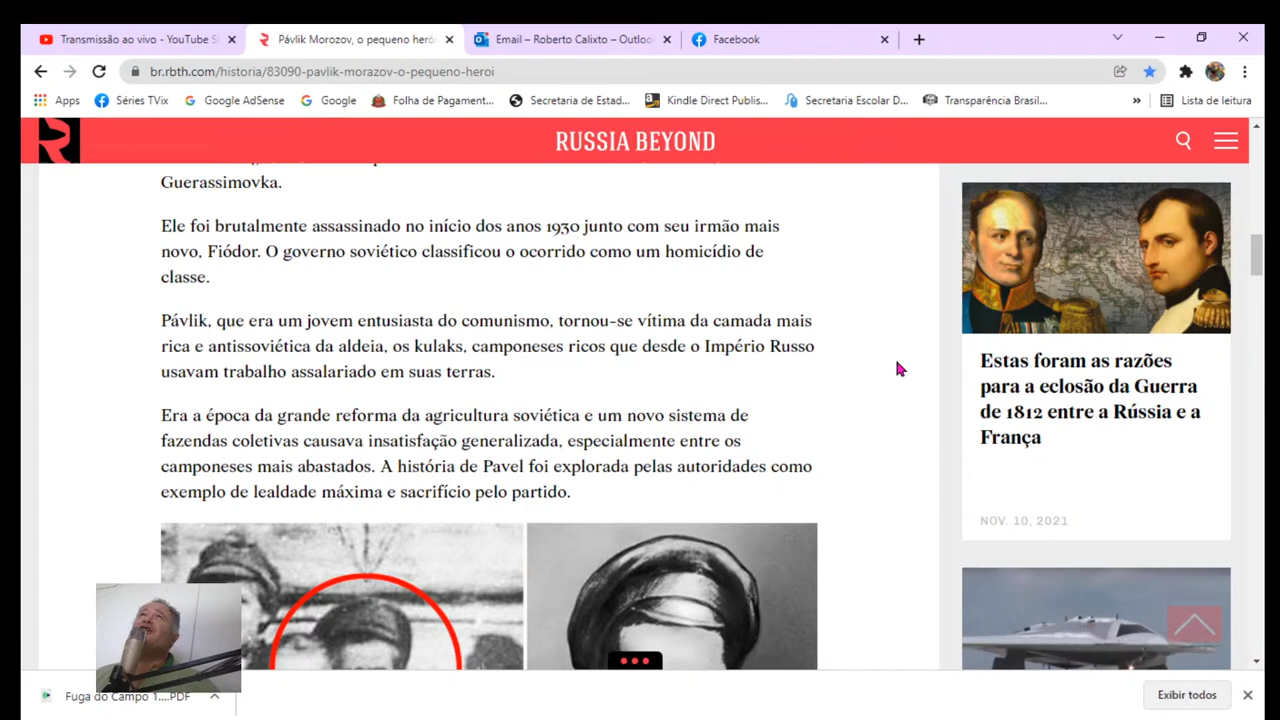 Transmissão ao vivo - YouTube S
Pávlik Morozov, o pequeno heró
Email – Roberto Calixto – Outloo
Facebook
br.rbth.com/historia/83090-pavlik-morazov-o-pequeno-heroi
Apps
Séries TVix
Google AdSense
Google
Folha de Pagament...
Secretaria de Estad...
Kindle Direct Publis...
Secretaria Escolar D...
Transparência Brasil...
»
Lista de leitura
RUSSIA BEYOND
Guerassimovka.
Ele foi brutalmente assassinado no início dos anos 1930 junto com seu irmão mais
novo, Fiódor. O governo soviético classificou o ocorrido como um homicídio de
classe.
Pávlik, que era um jovem entusiasta do comunismo, tornou-se vítima da camada mais
rica e antissoviética da aldeia, os kulaks, camponeses ricos que desde o Império Russo
usavam trabalho assalariado em suas terras.
Era a época da grande reforma da agricultura soviética e um novo sistema de
fazendas coletivas causava insatisfação generalizada, especialmente entre os
camponeses mais abastados. A história de Pavel foi explorada pelas autoridades como
exemplo de lealdade máxima e sacrifício pelo partido.
Estas foram as razões
para a eclosão da Guerra
de 1812 entre a Rússia e a
França
NOV. 10, 2021
Fuga do Campo 1....PDF
Exibir todos